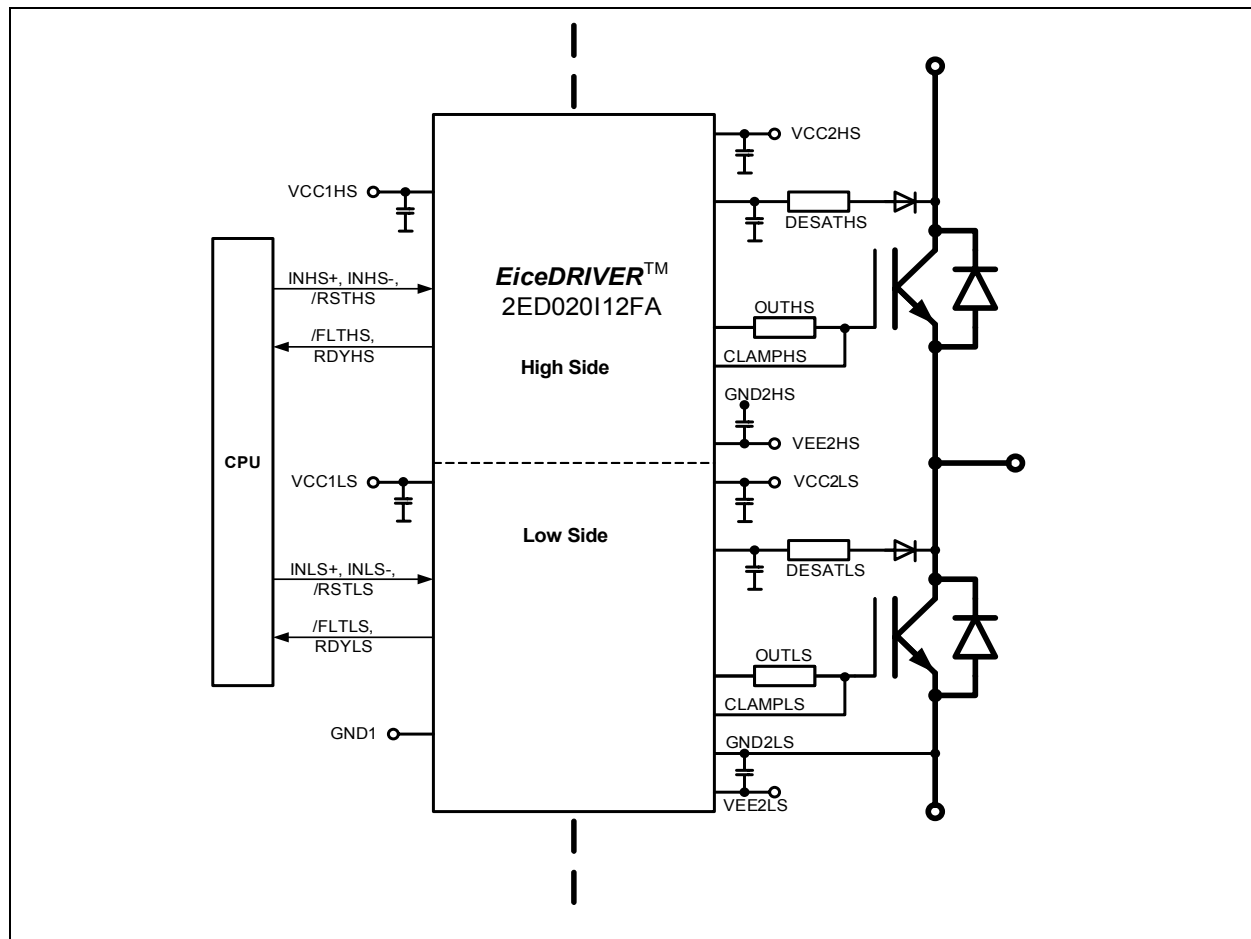 VCC2HS
VCC1HS
DESATHS
EiceDRIVER™
2ED020I12FA
INHS+, INHS-,
/RSTHS
OUTHS
/FLTHS,
RDYHS
CLAMPHS
High Side
GND2HS
VEE2HS
CPU
VCC1LS
VCC2LS
Low Side
DESATLS
INLS+, INLS-,
/RSTLS
/FLTLS,
RDYLS
OUTLS
CLAMPLS
GND1
GND2LS
VEE2LS